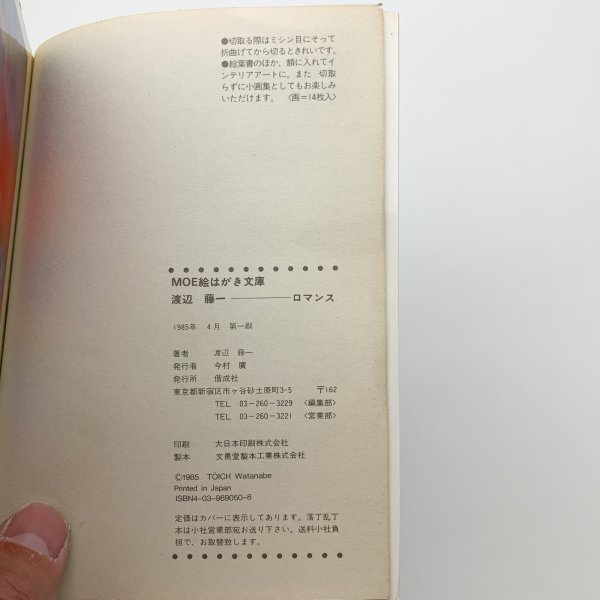 ●切取る際はミシン目にそって
折曲げてから切るときれいです。
●絵葉書のほか、額に入れてイ
ンテリアアートに。また 切取
らずに小画集としてもお楽しみ
いただけます。〈画=14枚入〉
MOE絵はがき文庫
渡辺 藤一――――ロマンス
1985年 4月 第一刷
著者 渡辺 藤一
発行者 今村 廣
発行所 偕成社
東京都新宿区市ヶ谷砂土原町3-5 〒162
TEL 03-260-3229〈編集部〉
TEL 03-260-3221〈営業部〉
印刷 大日本印刷株式会社
製本 文勇堂製本工業株式会社
©1985 TŌICH Watanabe
Printed in Japan
ISBN4-03-969050-8
定価はカバーに表示してあります。落丁乱丁
本は小社営業部宛お送り下さい。送料小社負
担で、お取替致します。